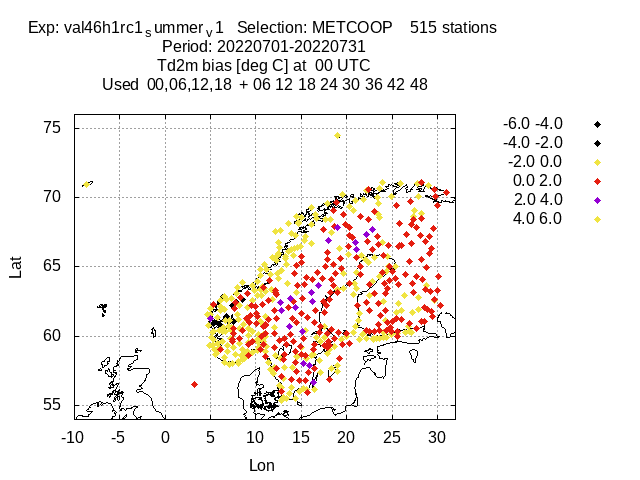 Exp: val46h1rc1summerv1   Selection: METCOOP    515 stations
Period: 20220701-20220731
Td2m bias [deg C] at  00 UTC
Used  00,06,12,18  + 06 12 18 24 30 36 42 48
-6.0 -4.0
-4.0 -2.0
-2.0 0.0
0.0 2.0
2.0 4.0
4.0 6.0
75
70
65
60
55
Lat
-10 -5 0 5 10 15 20 25 30
Lon